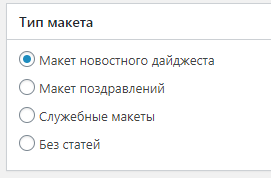 Тип макета
Макет новостного дайджеста
Макет поздравлений
Служебные макеты
Без статей